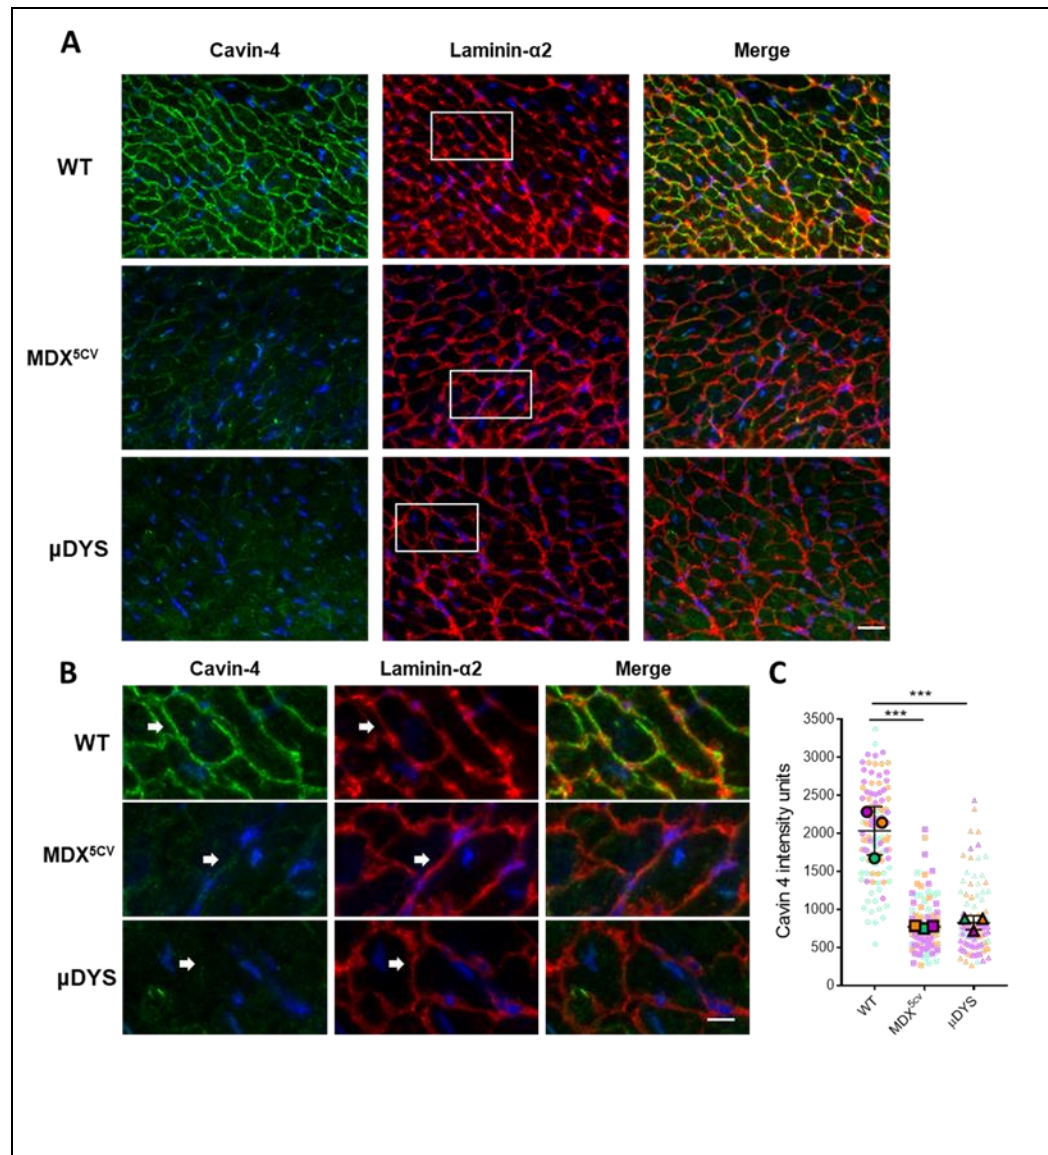 A
Cavin-4 Laminin-α2 Merge
WT
MDX5CV
µDYS
B
Cavin-4 Laminin-α2 Merge
WT
MDX5CV
µDYS
C
***
***
3500
3000
2500
2000
1500
1000
500
0
Cavin 4 intensity units
WT MDX5CV µDYS